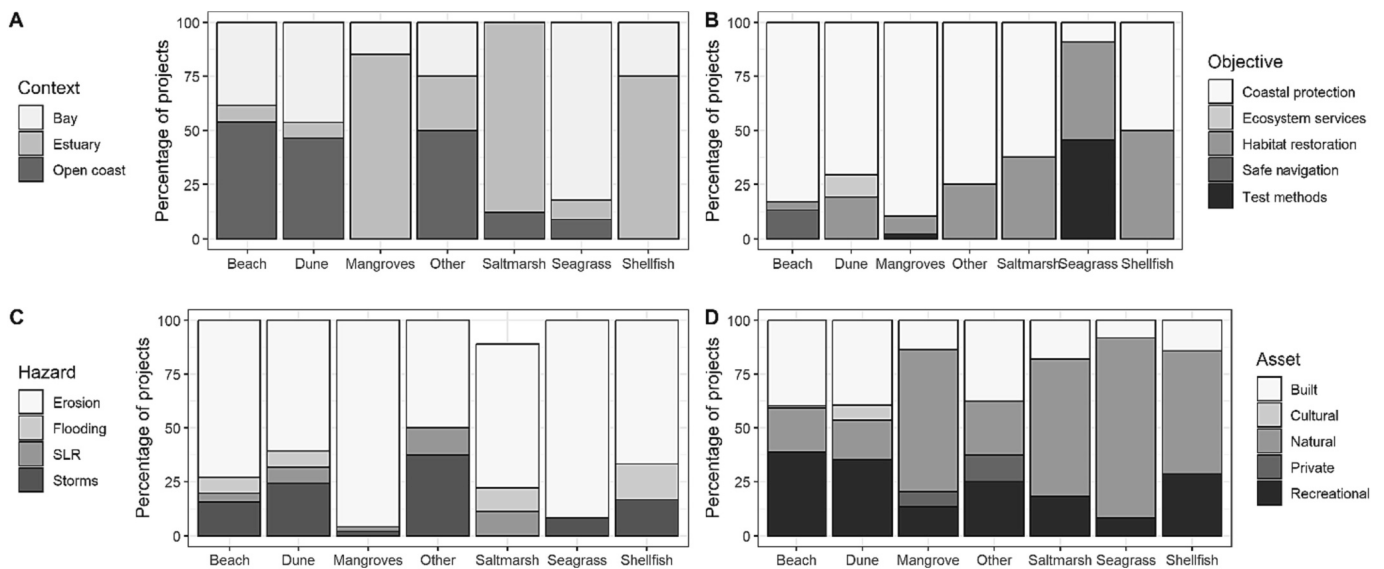 A
Context
Bay
Estuary
Open coast
Percentage of projects
100
75
50
25
0
Beach Dune Mangroves Other Saltmarsh Seagrass Shellfish
B
Percentage of projects
100
75
50
25
0
Beach Dune Mangroves Other Saltmarsh Seagrass Shellfish
Objective
Coastal protection
Ecosystem services
Habitat restoration
Safe navigation
Test methods
C
Hazard
Erosion
Flooding
SLR
Storms
Percentage of projects
100
75
50
25
0
Beach Dune Mangroves Other Saltmarsh Seagrass Shellfish
D
Percentage of projects
100
75
50
25
0
Beach Dune Mangrove Other Saltmarsh Seagrass Shellfish
Asset
Built
Cultural
Natural
Private
Recreational